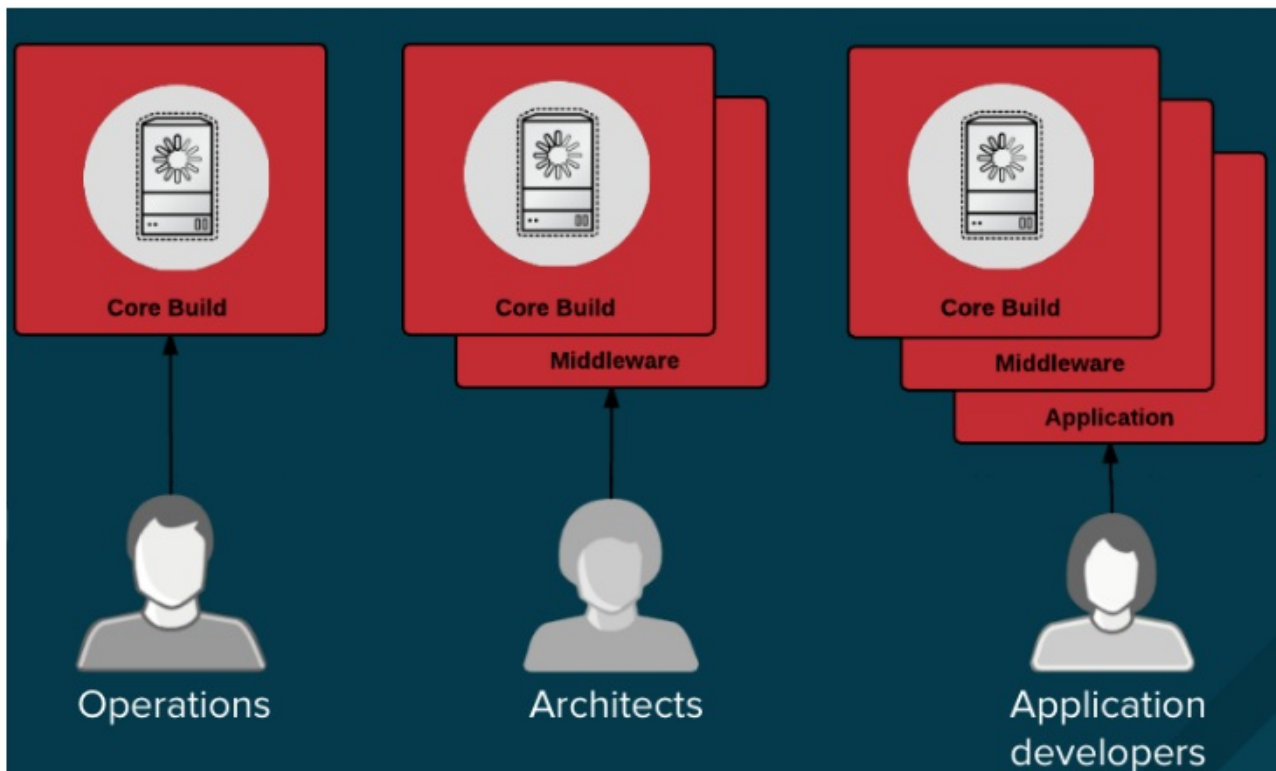 Core Build
Core Build
Middleware
Core Build
Middleware
Application
Operations
Architects
Application
developers